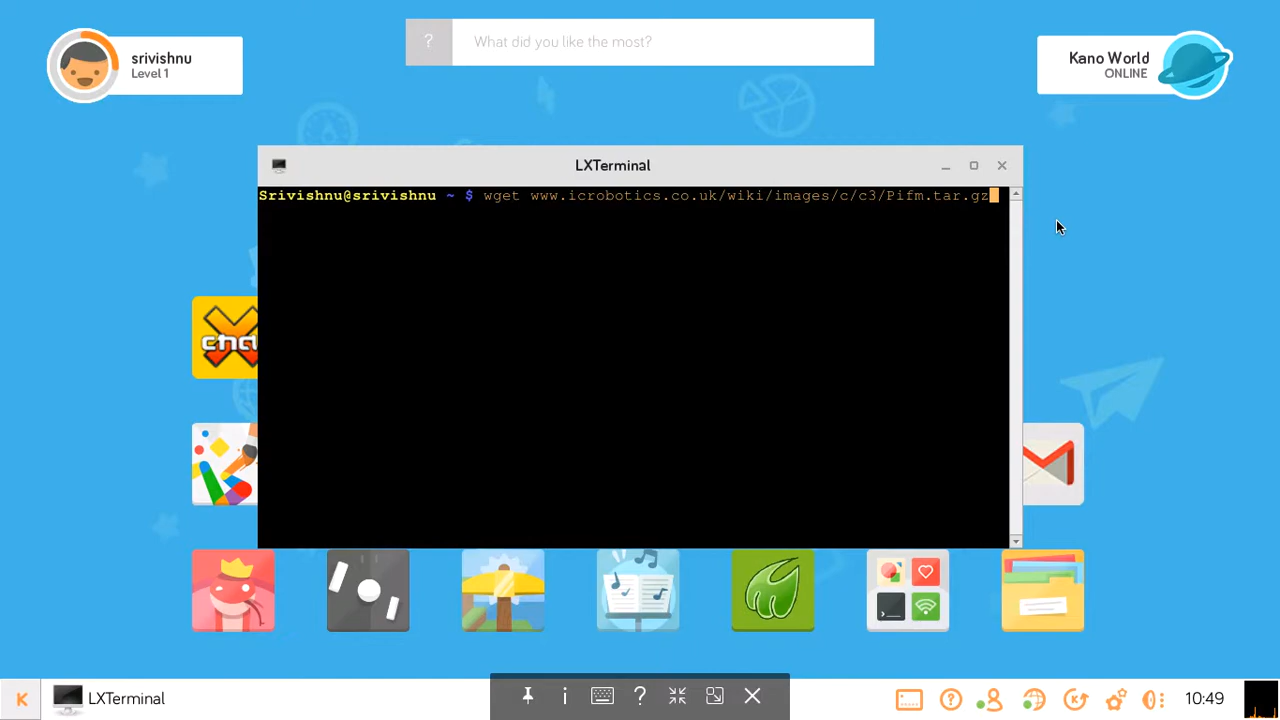 srivishnu
Level 1
?
What did you like the most?
Kano World
ONLINE
LXTerminal
Srivishnu@srivishnu ~ $ wget www.icrobotics.co.uk/wiki/images/c/c3/Pifm.tar.gz
cha
K
LXTerminal
i
?
?
10:49